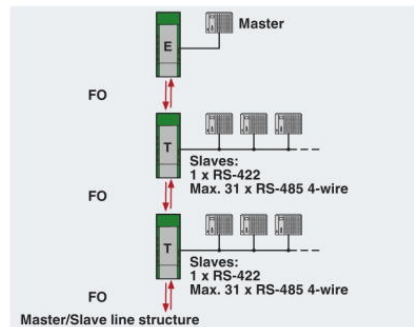 Master
E
FO
T
Slaves:
1 x RS-422
Max. 31 x RS-485 4-wire
FO
T
Slaves:
1 x RS-422
Max. 31 x RS-485 4-wire
FO
Master/Slave line structure